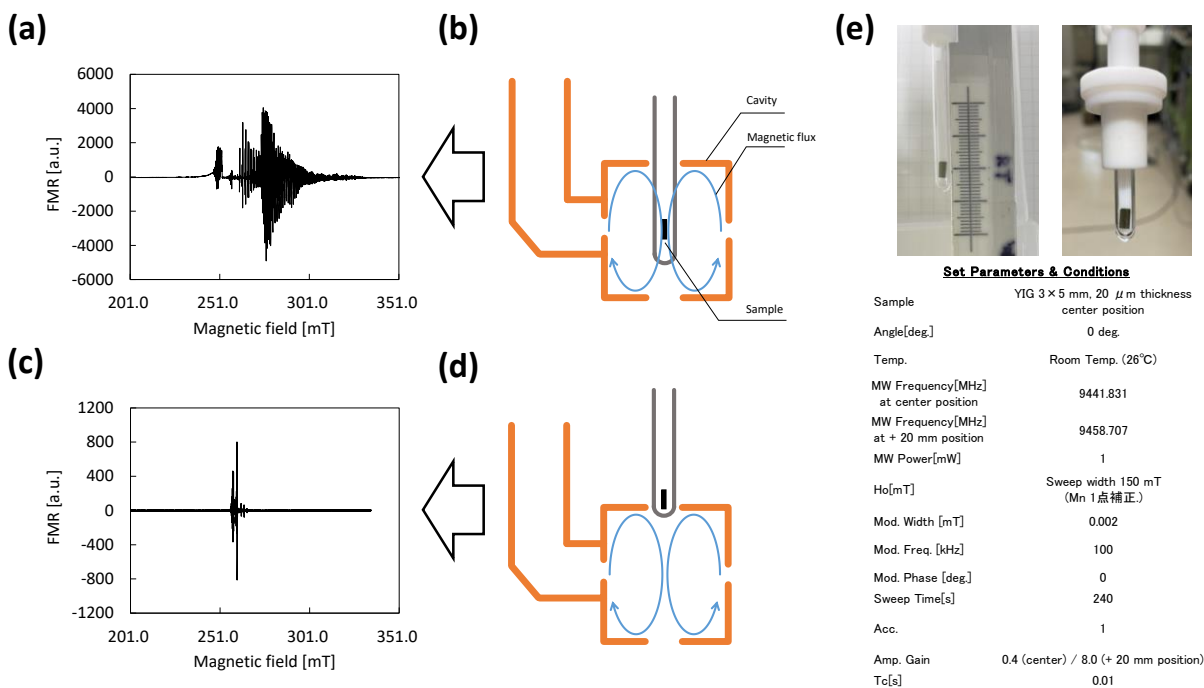 (a)
6000
4000
2000
0
-2000
-4000
-6000
FMR [a.u.]
201.0 251.0 301.0 351.0
Magnetic field [mT]
(b)
Cavity
Magnetic flux
Sample
(c)
1200
800
400
0
-400
-800
-1200
FMR [a.u.]
201.0 251.0 301.0 351.0
Magnetic field [mT]
(d)
(e)
Set Parameters & Conditions
Sample YIG 3×5 mm, 20 μm thickness
center position
Angle[deg.] 0 deg.
Temp. Room Temp. (26℃)
MW Frequency[MHz]
at center position 9441.831
MW Frequency[MHz]
at + 20 mm position 9458.707
MW Power[mW] 1
Ho[mT] Sweep width 150 mT
(Mn 1点補正.)
Mod. Width [mT] 0.002
Mod. Freq. [kHz] 100
Mod. Phase [deg.] 0
Sweep Time[s] 240
Acc. 1
Amp. Gain 0.4 (center) / 8.0 (+ 20 mm position)
Tc[s] 0.01